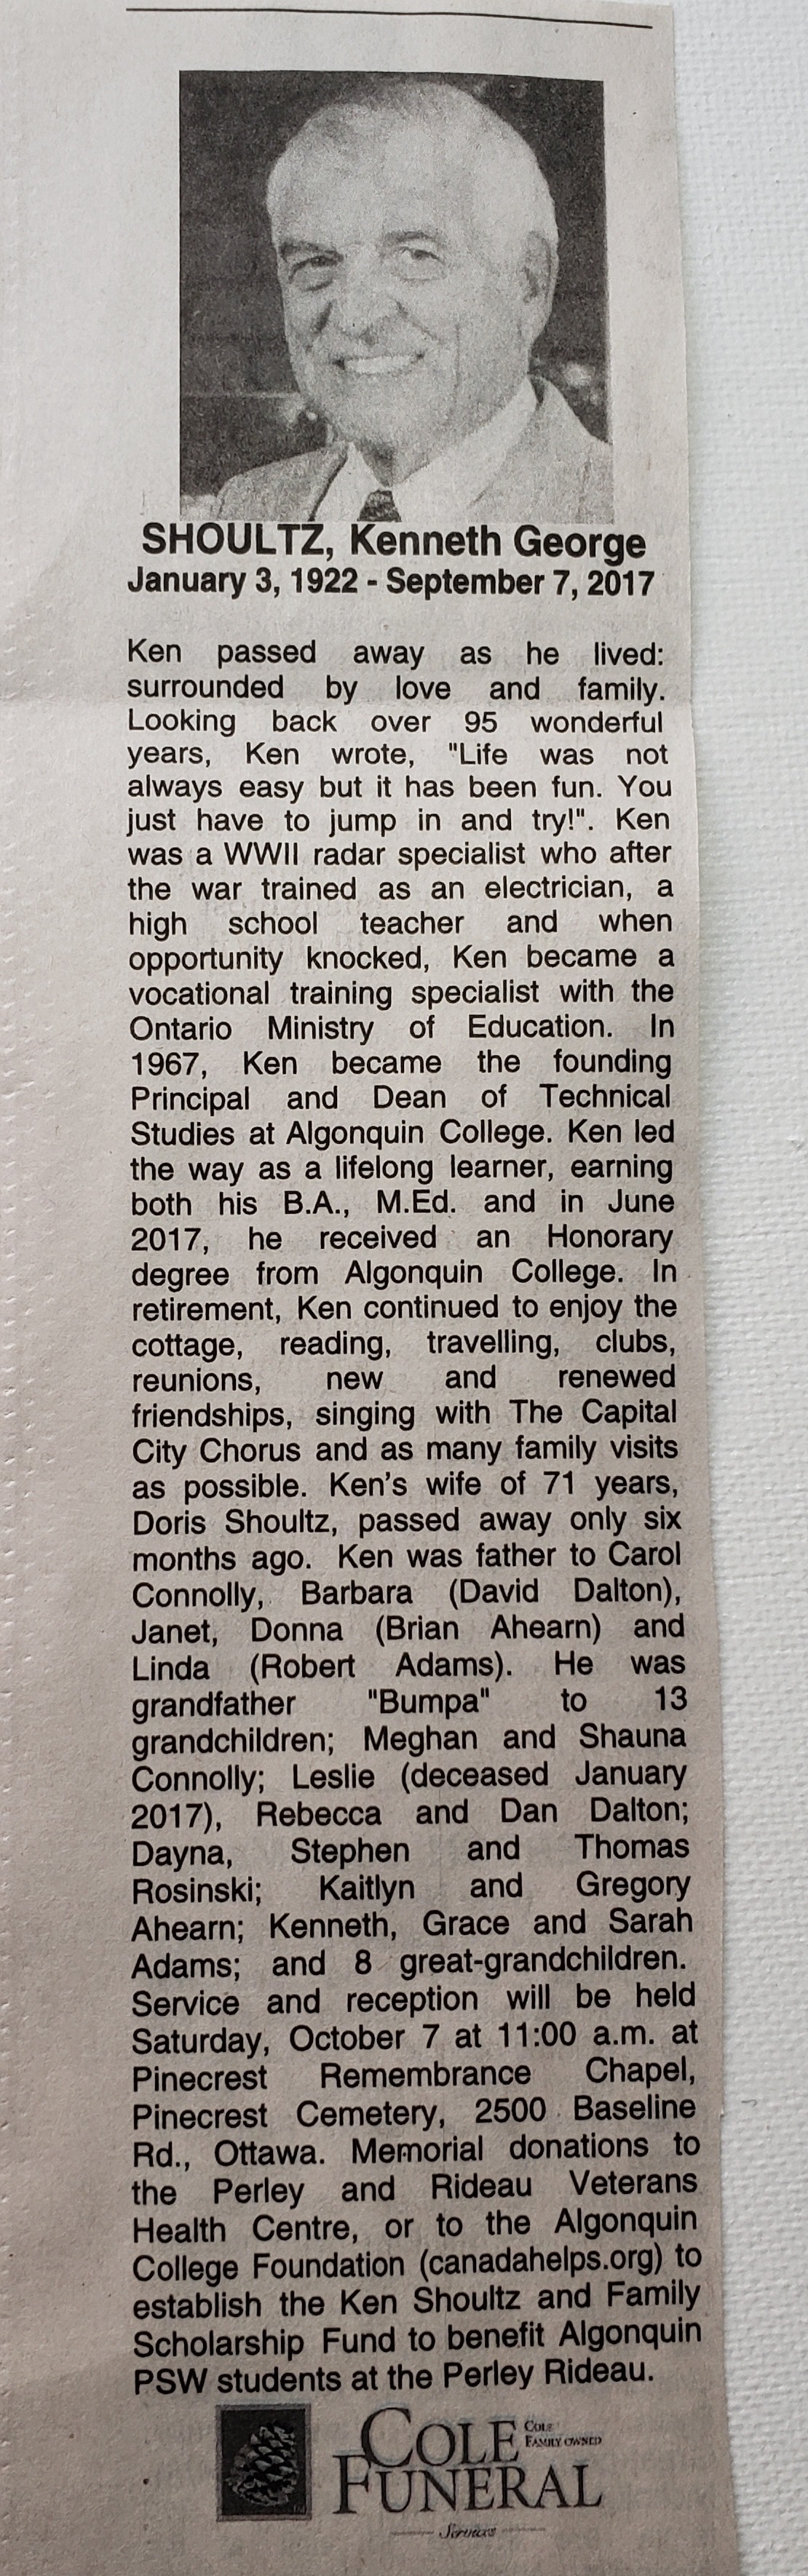 SHOULTZ, Kenneth George
January 3, 1922 - September 7, 2017
Ken passed away as he lived:
surrounded by love and family.
Looking back over 95 wonderful
years, Ken wrote, "Life was not
always easy but it has been fun. You
just have to jump in and try!". Ken
was a WWII radar specialist who after
the war trained as an electrician, a
high school teacher and when
opportunity knocked, Ken became a
vocational training specialist with the
Ontario Ministry of Education. In
1967, Ken became the founding
Principal and Dean of Technical
Studies at Algonquin College. Ken led
the way as a lifelong learner, earning
both his B.A., M.Ed. and in June
2017, he received an Honorary
degree from Algonquin College. In
retirement, Ken continued to enjoy the
cottage, reading, travelling, clubs,
reunions, new and renewed
friendships, singing with The Capital
City Chorus and as many family visits
as possible. Ken's wife of 71 years,
Doris Shoultz, passed away only six
months ago. Ken was father to Carol
Connolly, Barbara (David Dalton),
Janet, Donna (Brian Ahearn) and
Linda (Robert Adams). He was
grandfather "Bumpa" to 13
grandchildren; Meghan and Shauna
Connolly; Leslie (deceased January
2017), Rebecca and Dan Dalton;
Dayna, Stephen and Thomas
Rosinski; Kaitlyn and Gregory
Ahearn; Kenneth, Grace and Sarah
Adams; and 8 great-grandchildren.
Service and reception will be held
Saturday, October 7 at 11:00 a.m. at
Pinecrest Remembrance Chapel,
Pinecrest Cemetery, 2500 Baseline
Rd., Ottawa. Memorial donations to
the Perley and Rideau Veterans
Health Centre, or to the Algonquin
College Foundation (canadahelps.org) to
establish the Ken Shoultz and Family
Scholarship Fund to benefit Algonquin
PSW students at the Perley Rideau.
COLE
COLE
FAMILY OWNED
FUNERAL
Services